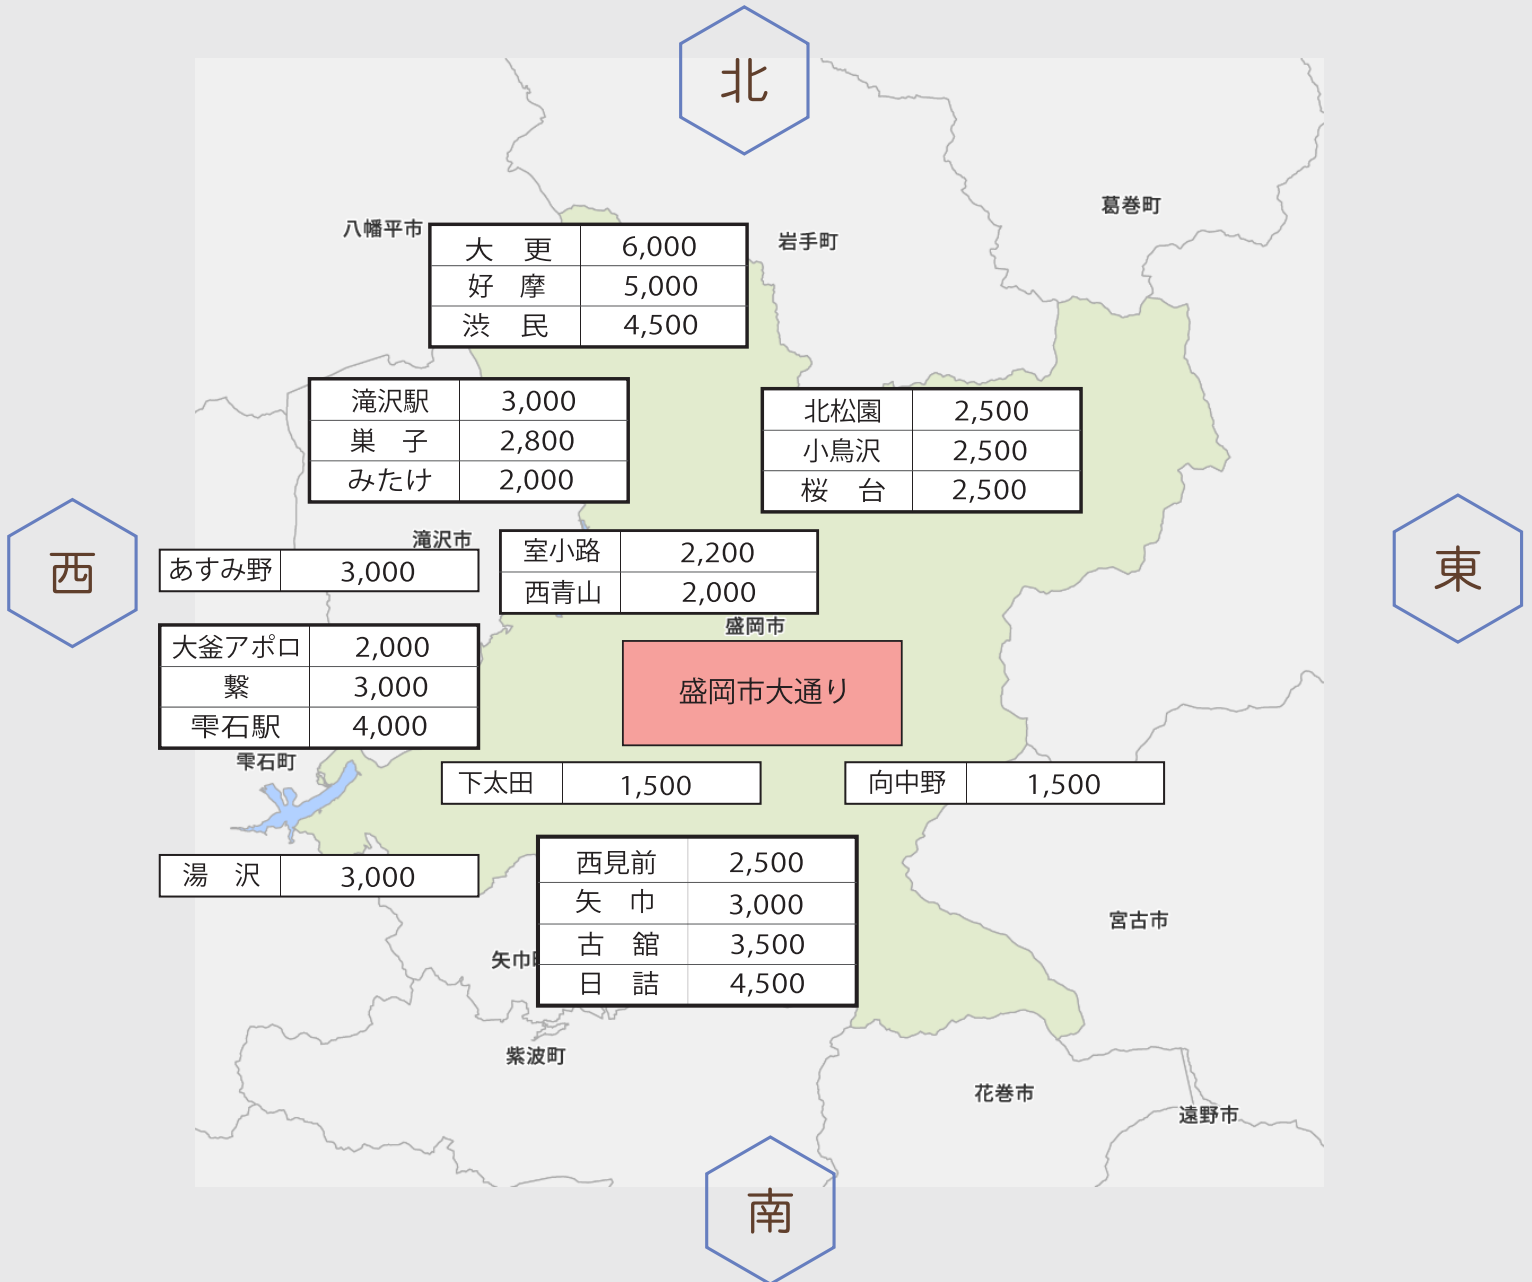 北
葛巻町
八幡平市
岩手町
大　更 6,000
好　摩 5,000
渋　民 4,500
滝沢駅 3,000
巣　子 2,800
みたけ 2,000
北松園 2,500
小鳥沢 2,500
桜　台 2,500
西
東
滝沢市
あすみ野 3,000
室小路 2,200
西青山 2,000
盛岡市
大釜アポロ 2,000
繋 3,000
雫石駅 4,000
盛岡市大通り
雫石町
下太田 1,500
向中野 1,500
湯　沢 3,000
西見前 2,500
矢　巾 3,000
古　舘 3,500
日　詰 4,500
宮古市
矢巾町
紫波町
花巻市
遠野市
南